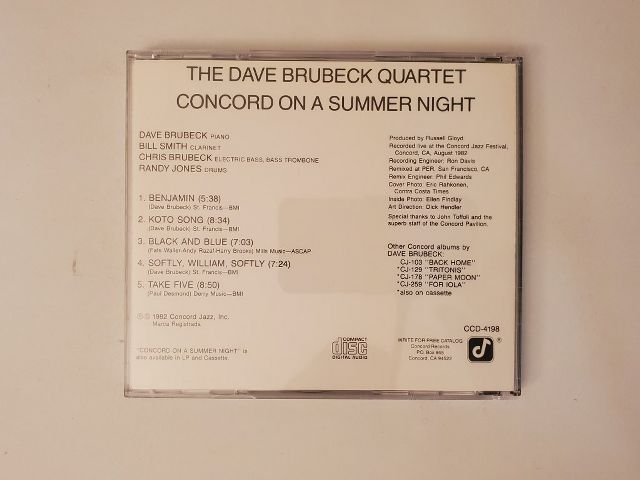 THE DAVE BRUBECK QUARTET
CONCORD ON A SUMMER NIGHT
DAVE BRUBECK PIANO
BILL SMITH CLARINET
CHRIS BRUBECK ELECTRIC BASS, BASS TROMBONE
RANDY JONES DRUMS
1. BENJAMIN (5:38)
(Dave Brubeck) St. Francis—BMI
2. KOTO SONG (8:34)
(Dave Brubeck) St. Francis—BMI
3. BLACK AND BLUE (7:03)
(Fats Waller-Andy Razaf-Harry Brooks) Mills Music—ASCAP
4. SOFTLY, WILLIAM, SOFTLY (7:24)
(Dave Brubeck) St. Francis—BMI
5. TAKE FIVE (8:50)
(Paul Desmond) Derry Music—BMI
℗© 1982 Concord Jazz, Inc.
Marca Registrada
"CONCORD ON A SUMMER NIGHT" is
also available in LP and Cassette.
Produced by Russell Gloyd
Recorded live at the Concord Jazz Festival,
Concord, CA, August 1982
Recording Engineer: Ron Davis
Remixed at PER, San Francisco, CA
Remix Engineer: Phil Edwards
Cover Photo: Eric Rahkonen,
Contra Costa Times
Inside Photo: Ellen Findlay
Art Direction: Dick Hendler
Special thanks to John Toffoli and the
superb staff of the Concord Pavilion.
Other Concord albums by
DAVE BRUBECK:
CJ-103 "BACK HOME"
*CJ-129 "TRITONIS"
*CJ-178 "PAPER MOON"
*CJ-259 "FOR IOLA"
*also on cassette
CCD-4198
COMPACT
disc
DIGITAL AUDIO
WRITE FOR FREE CATALOG
Concord Records
PO Box 845
Concord, CA 94522
®